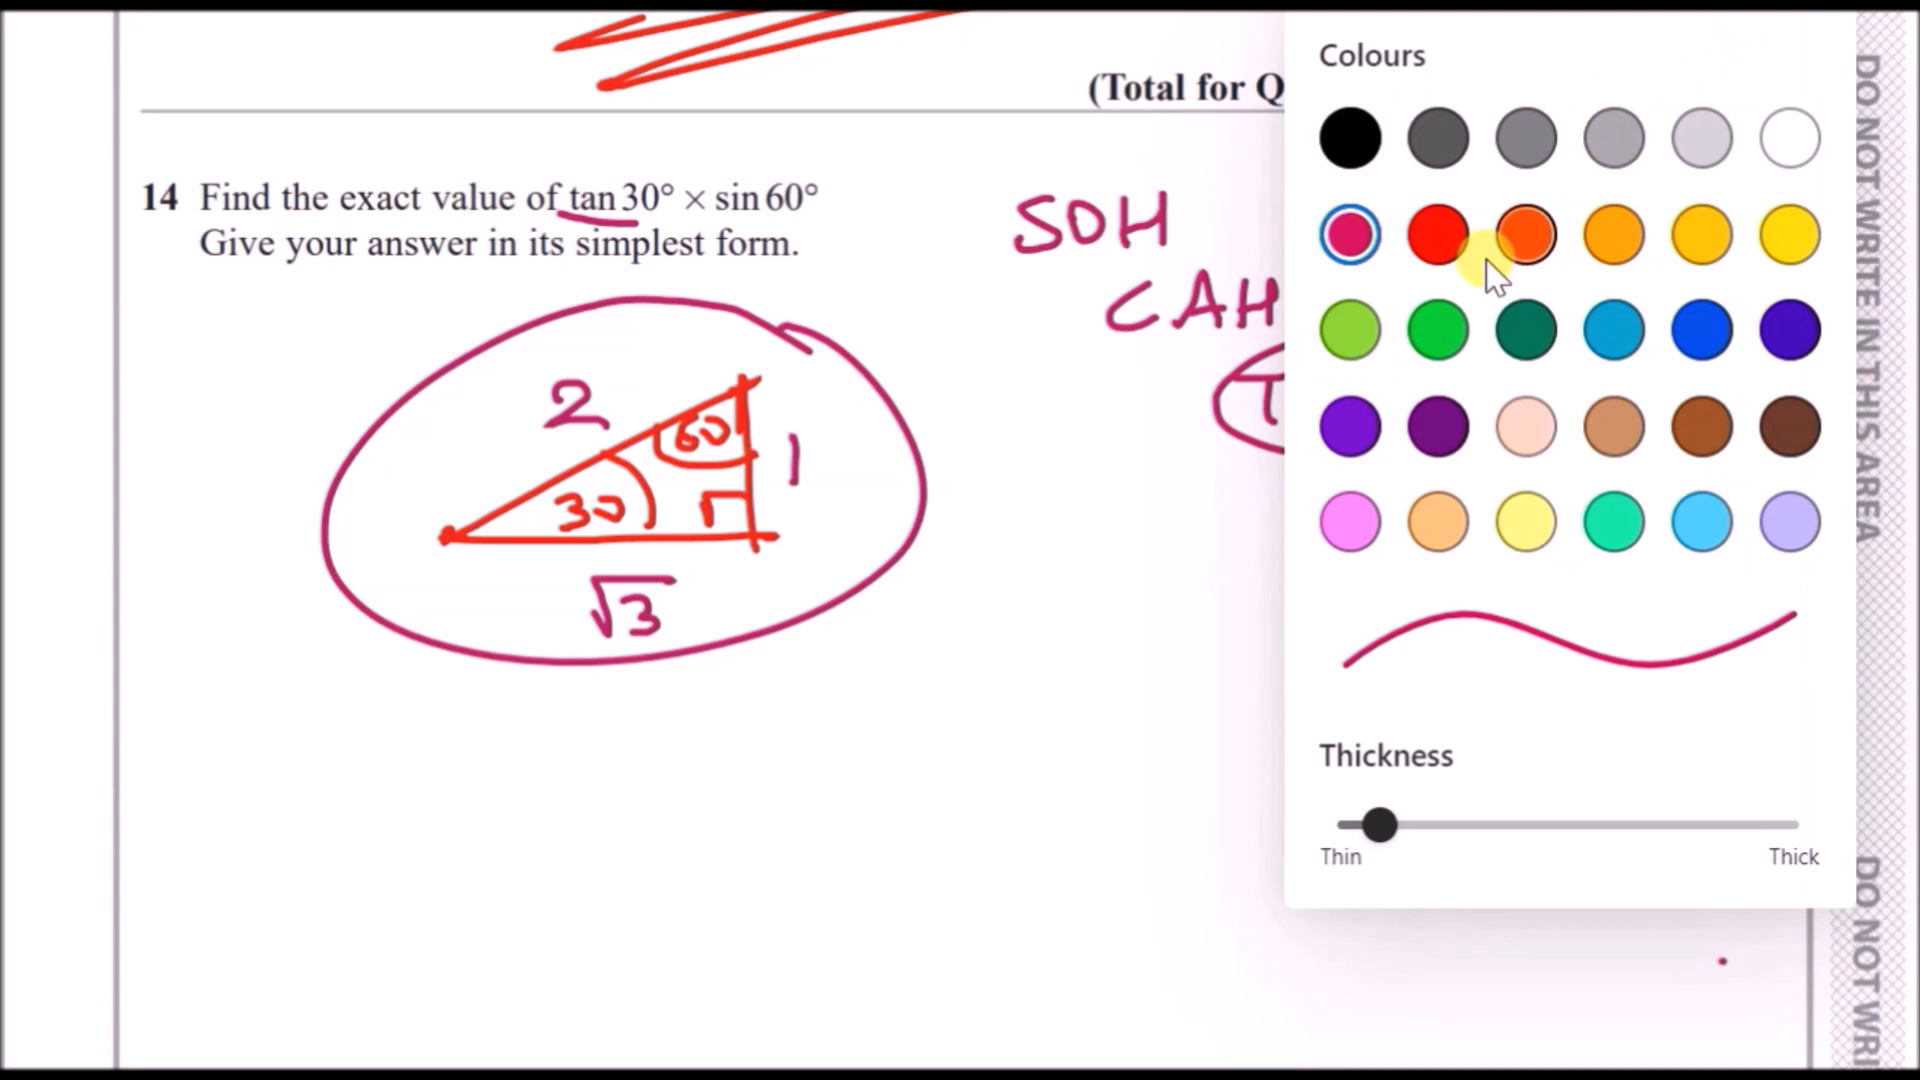 (Total for Q
14 Find the exact value of tan 30° × sin 60°
Give your answer in its simplest form.
SOH
CAH
T
2
60
1
30
√3
Colours
Thickness
Thin
Thick
DO NOT WRITE IN THIS AREA
DO NOT WRI